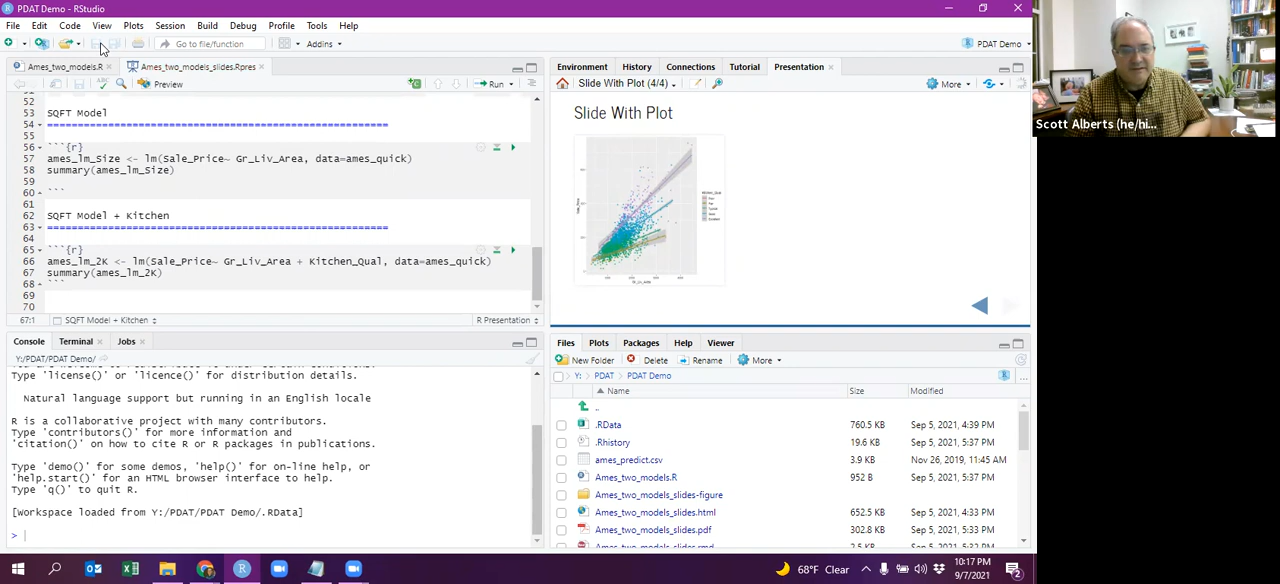 PDAT Demo - RStudio
File Edit Code View Plots Session Build Debug Profile Tools Help
Go to file/function Addins PDAT Demo
Ames_two_models.R Ames_two_models_slides.Rpres
Preview Run
52
53 SQFT Model
54 ==========================================================
55
56 ```{r}
57 ames_lm_Size <- lm(Sale_Price~ Gr_Liv_Area, data=ames_quick)
58 summary(ames_lm_Size)
59
60 ```
61
62 SQFT Model + Kitchen
63 ==========================================================
64
65 ```{r}
66 ames_lm_2K <- lm(Sale_Price~ Gr_Liv_Area + Kitchen_Qual, data=ames_quick)
67 summary(ames_lm_2K)
68 ```
69
70
67:1 SQFT Model + Kitchen R Presentation
Console Terminal Jobs
Y:/PDAT/PDAT Demo/
Type 'license()' or 'licence()' for distribution details.
Natural language support but running in an English locale
R is a collaborative project with many contributors.
Type 'contributors()' for more information and
'citation()' on how to cite R or R packages in publications.
Type 'demo()' for some demos, 'help()' for on-line help, or
'help.start()' for an HTML browser interface to help.
Type 'q()' to quit R.
[Workspace loaded from Y:/PDAT/PDAT Demo/.RData]
>
Environment History Connections Tutorial Presentation
Slide With Plot (4/4) More
Slide With Plot
Files Plots Packages Help Viewer
New Folder Delete Rename More
Y: PDAT PDAT Demo
Name Size Modified
..
.RData 760.5 KB Sep 5, 2021, 4:39 PM
.Rhistory 19.6 KB Sep 5, 2021, 5:37 PM
ames_predict.csv 3.9 KB Nov 26, 2019, 11:45 AM
Ames_two_models.R 952 B Sep 5, 2021, 5:37 PM
Ames_two_models_slides-figure
Ames_two_models_slides.html 652.5 KB Sep 5, 2021, 4:33 PM
Ames_two_models_slides.pdf 302.8 KB Sep 5, 2021, 5:33 PM
Scott Alberts (he/hi...
68°F Clear
10:17 PM
9/7/2021
2